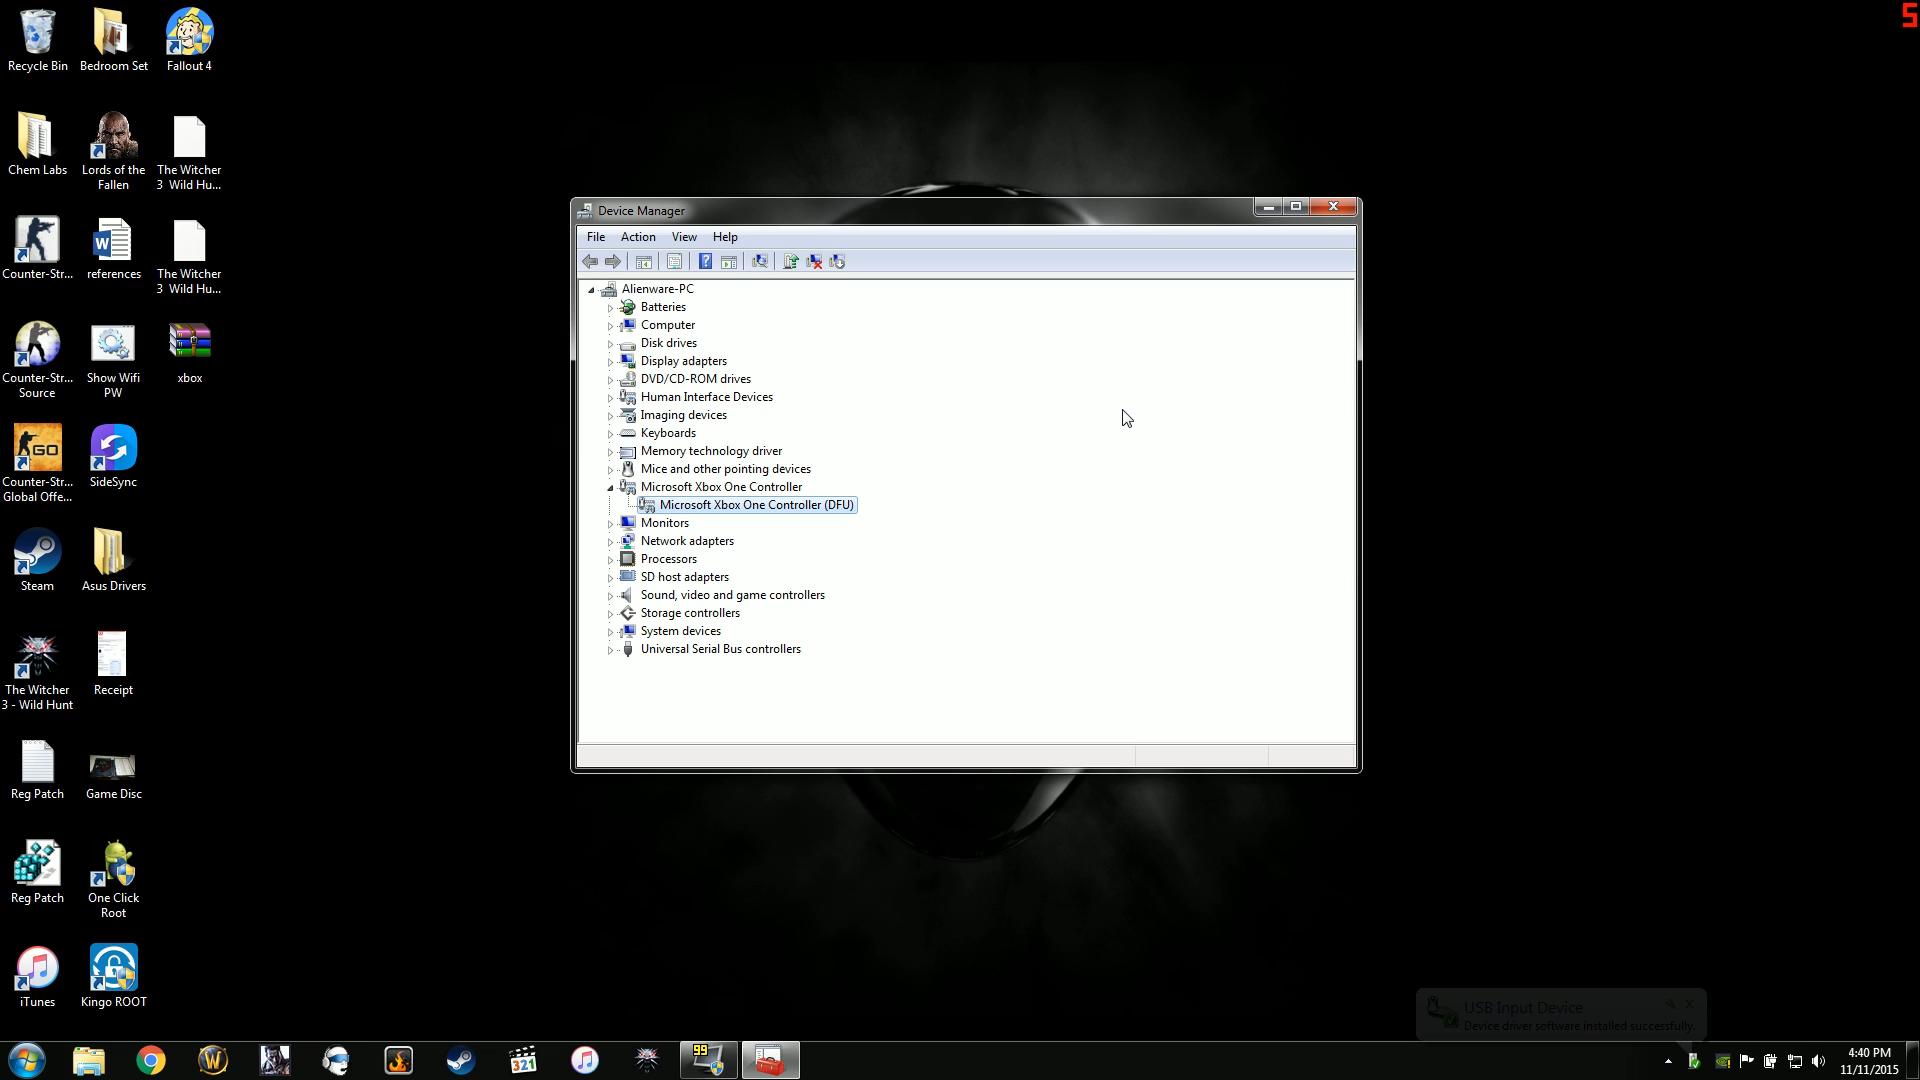 Recycle Bin
Bedroom Set
Fallout 4
Chem Labs
Lords of the
Fallen
The Witcher
3 Wild Hu...
Counter-Str...
references
The Witcher
3 Wild Hu...
Counter-Str...
Source
Show Wifi
PW
xbox
GO
Counter-Str...
Global Offe...
SideSync
Steam
Asus Drivers
The Witcher
3 - Wild Hunt
Receipt
Reg Patch
Game Disc
Reg Patch
One Click
Root
iTunes
Kingo ROOT
5
Device Manager
File Action View Help
Alienware-PC
Batteries
Computer
Disk drives
Display adapters
DVD/CD-ROM drives
Human Interface Devices
Imaging devices
Keyboards
Memory technology driver
Mice and other pointing devices
Microsoft Xbox One Controller
Microsoft Xbox One Controller (DFU)
Monitors
Network adapters
Processors
SD host adapters
Sound, video and game controllers
Storage controllers
System devices
Universal Serial Bus controllers
USB Input Device
Device driver software installed successfully.
W
321
99
4:40 PM
11/11/2015